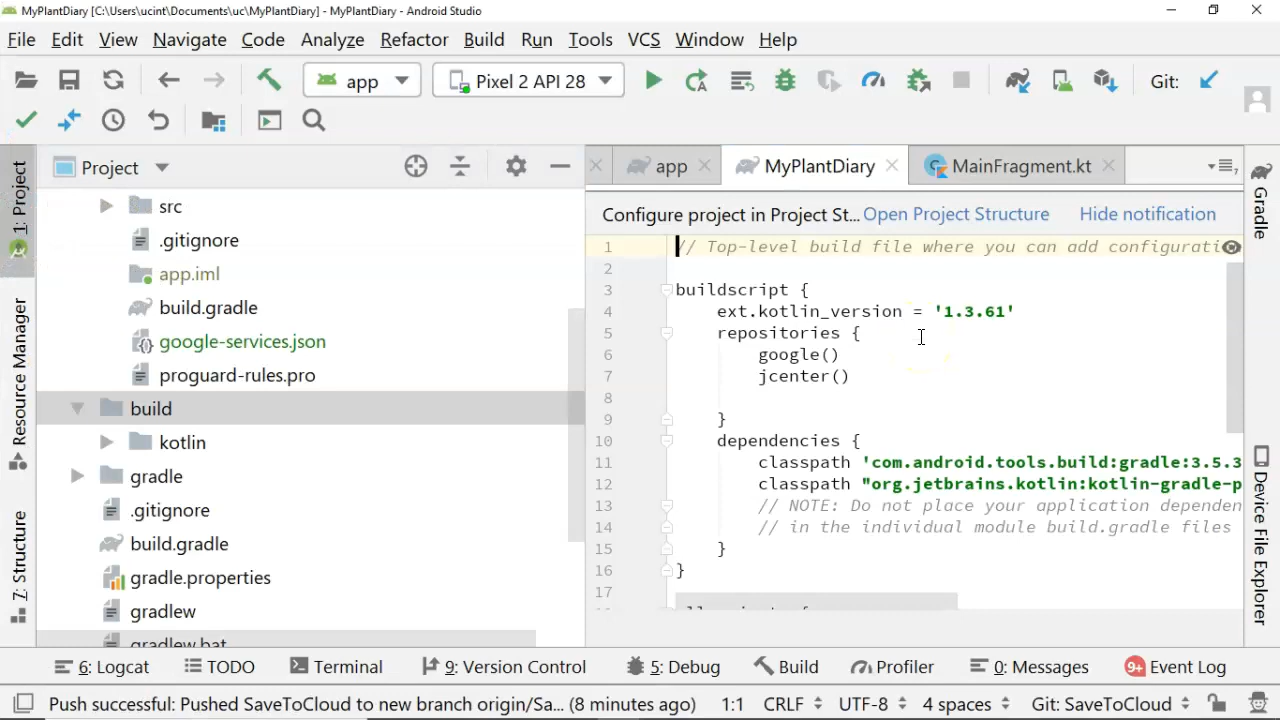 MyPlantDiary [C:\Users\ucint\Documents\uc\MyPlantDiary] - MyPlantDiary - Android Studio
File Edit View Navigate Code Analyze Refactor Build Run Tools VCS Window Help
app Pixel 2 API 28 Git:
Project
app MyPlantDiary MainFragment.kt
1: Project
Resource Manager
7: Structure
src
.gitignore
app.iml
build.gradle
google-services.json
proguard-rules.pro
build
kotlin
gradle
.gitignore
build.gradle
gradle.properties
gradlew
gradlew.bat
Configure project in Project St... Open Project Structure Hide notification
1 // Top-level build file where you can add configurati
2
3 buildscript {
4 ext.kotlin_version = '1.3.61'
5 repositories {
6 google()
7 jcenter()
8
9 }
10 dependencies {
11 classpath 'com.android.tools.build:gradle:3.5.3
12 classpath "org.jetbrains.kotlin:kotlin-gradle-p
13 // NOTE: Do not place your application dependen
14 // in the individual module build.gradle files
15 }
16 }
17
Gradle
Device File Explorer
6: Logcat TODO Terminal 9: Version Control 5: Debug Build Profiler 0: Messages 9+ Event Log
Push successful: Pushed SaveToCloud to new branch origin/Sa... (8 minutes ago) 1:1 CRLF UTF-8 4 spaces Git: SaveToCloud